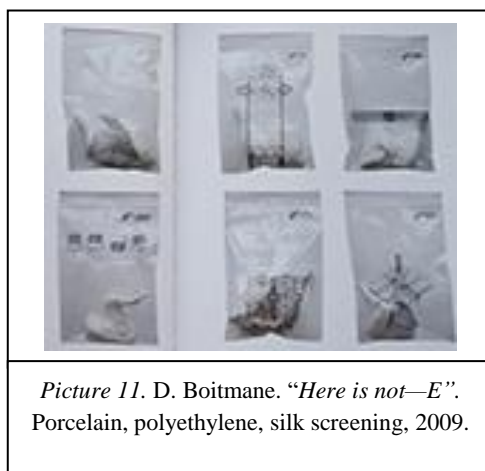 Picture 11. D. Boitmane. “Here is not—E”.
Porcelain, polyethylene, silk screening, 2009.